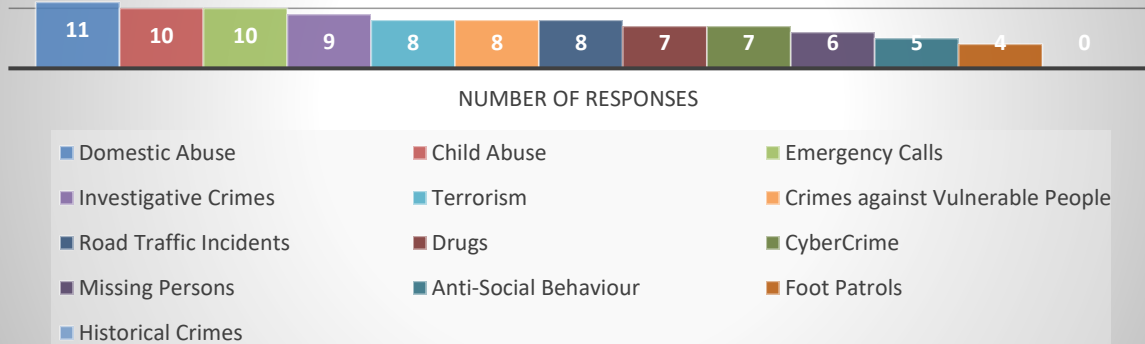 11 10 10 9 8 8 8 7 7 6 5 4 0
NUMBER OF RESPONSES
Domestic Abuse Child Abuse Emergency Calls
Investigative Crimes Terrorism Crimes against Vulnerable People
Road Traffic Incidents Drugs CyberCrime
Missing Persons Anti-Social Behaviour Foot Patrols
Historical Crimes